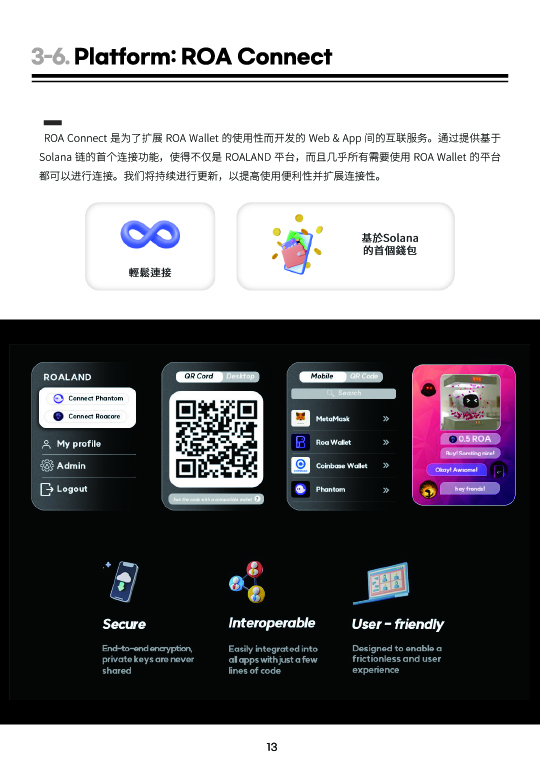 3-6. Platform: ROA Connect
ROA Connect 是为了扩展 ROA Wallet 的使用性而开发的 Web & App 间的互联服务。通过提供基于
Solana 链的首个连接功能，使得不仅是 ROALAND 平台，而且几乎所有需要使用 ROA Wallet 的平台
都可以进行连接。我们将持续进行更新，以提高使用便利性并扩展连接性。
輕鬆連接
基於Solana
的首個錢包
ROALAND
Connect Phantom
Connect Roacore
My profile
Admin
Logout
QR Cord
Desktop
Scan this code with a compatible wallet
Mobile
QR Code
Search
MetaMask
Roa Wallet
Coinbase Wallet
Phantom
0.5 ROA
Roy! Sending nine!
Okay! Awesome!
hey friends!
Secure
End-to-end encryption,
private keys are never
shared
Interoperable
Easily integrated into
all apps with just a few
lines of code
User - friendly
Designed to enable a
frictionless and user
experience
13